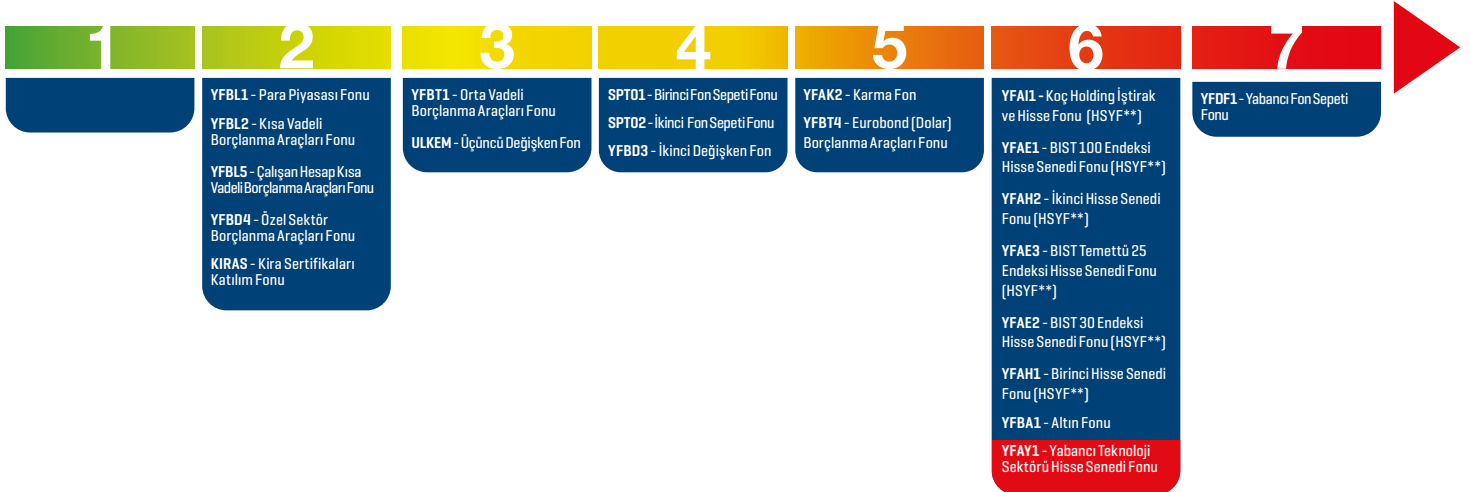 1
2
YFBL1 - Para Piyasası Fonu
YFBL2 - Kısa Vadeli
Borçlanma Araçları Fonu
YFBL5 - Çalışan Hesap Kısa
Vadeli Borçlanma Araçları Fonu
YFBD4 - Özel Sektör
Borçlanma Araçları Fonu
KIRAS - Kira Sertifikaları
Katılım Fonu
3
YFBT1 - Orta Vadeli
Borçlanma Araçları Fonu
ULKEM - Üçüncü Değişken Fon
4
SPT01 - Birinci Fon Sepeti Fonu
SPT02 - İkinci Fon Sepeti Fonu
YFBD3 - İkinci Değişken Fon
5
YFAK2 - Karma Fon
YFBT4 - Eurobond (Dolar)
Borçlanma Araçları Fonu
6
YFAI1 - Koç Holding İştirak
ve Hisse Fonu (HSYF**)
YFAE1 - BIST 100 Endeksi
Hisse Senedi Fonu (HSYF**)
YFAH2 - İkinci Hisse Senedi
Fonu (HSYF**)
YFAE3 - BIST Temettü 25
Endeksi Hisse Senedi Fonu
(HSYF**)
YFAE2 - BIST 30 Endeksi
Hisse Senedi Fonu (HSYF**)
YFAH1 - Birinci Hisse Senedi
Fonu (HSYF**)
YFBA1 - Altın Fonu
YFAY1 - Yabancı Teknoloji
Sektörü Hisse Senedi Fonu
7
YFDF1 - Yabancı Fon Sepeti
Fonu